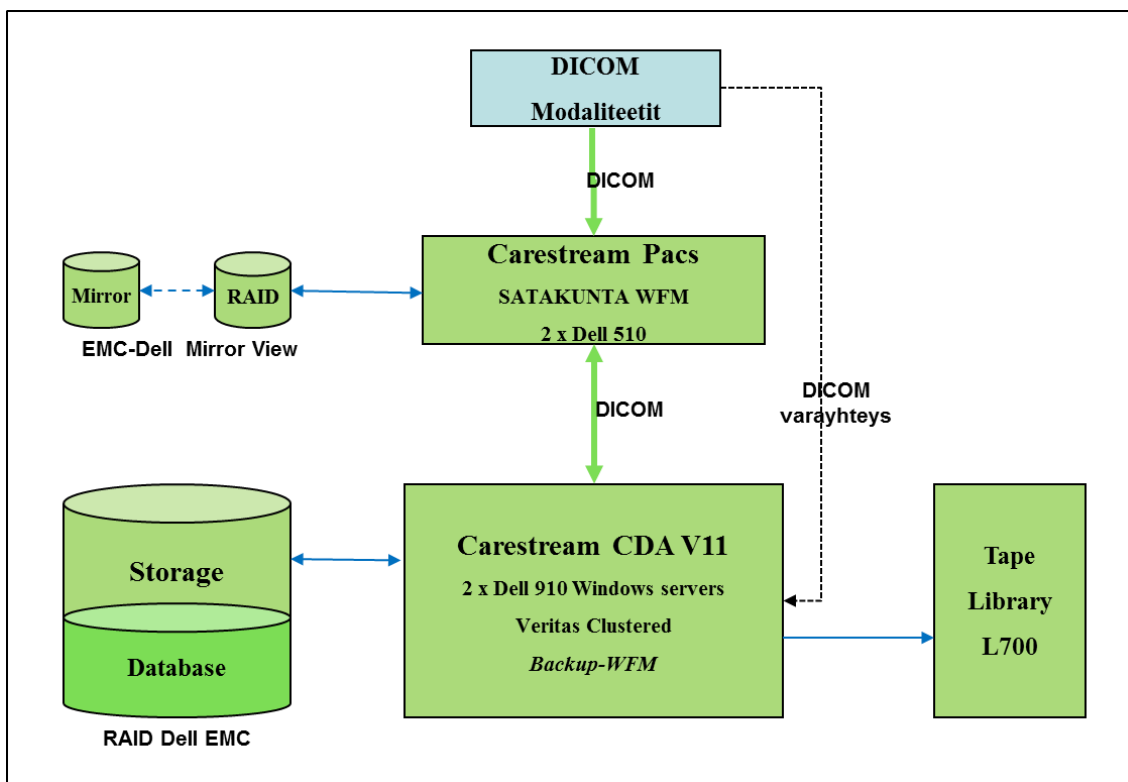 DICOM
Modaliteetit
DICOM
Carestream Pacs
SATAKUNTA WFM
2 x Dell 510
Mirror
RAID
EMC-Dell Mirror View
DICOM
DICOM
varayhteys
Storage
Database
RAID Dell EMC
Carestream CDA V11
2 x Dell 910 Windows servers
Veritas Clustered
Backup-WFM
Tape
Library
L700